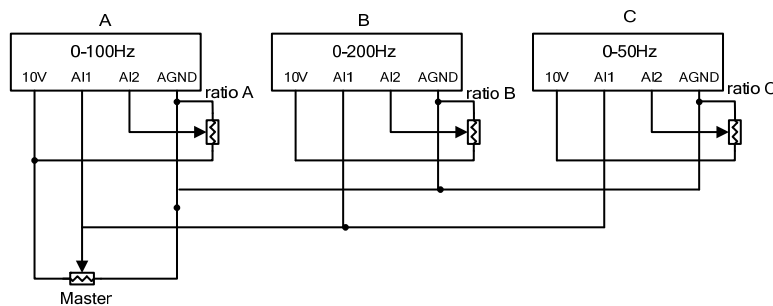 A
B
C
0-100Hz
0-200Hz
0-50Hz
10V AI1 AI2 AGND
10V AI1 AI2 AGND
10V AI1 AI2 AGND
ratio A
ratio B
ratio C
Master